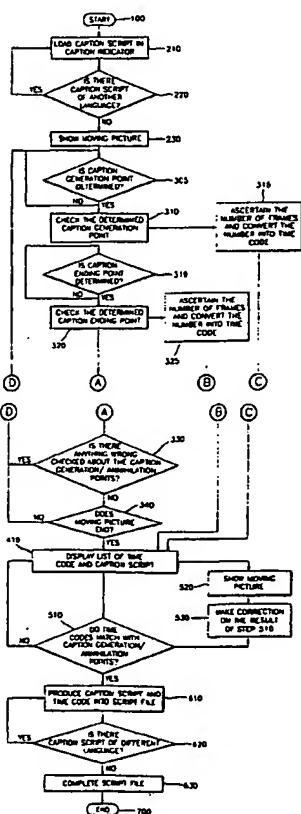 START
100
LOAD CAPTION SCRIPT IN
CAPTION INDICATOR
210
YES
IS THERE
CAPTION SCRIPT
OF ANOTHER
LANGUAGE?
220
NO
SHOW MOVING PICTURE
230
IS CAPTION
GENERATION POINT
DETERMINED?
305
NO
YES
CHECK THE DETERMINED
CAPTION GENERATION
POINT
310
315
ASCERTAIN THE
NUMBER OF FRAMES
AND CONVERT THE
NUMBER INTO TIME
CODE
IS CAPTION
ENDING POINT
DETERMINED?
319
NO
YES
CHECK THE DETERMINED
CAPTION ENDING POINT
320
ASCERTAIN THE
NUMBER OF FRAMES
AND CONVERT THE
NUMBER INTO TIME
CODE
325
D
A
B
C
D
A
B
C
IS THERE
ANYTHING WRONG
CHECKED ABOUT THE CAPTION
GENERATION/ ANNIHILATION
POINTS?
330
YES
NO
DOES
MOVING PICTURE
END?
340
NO
YES
410
DISPLAY LIST OF TIME
CODE AND CAPTION SCRIPT
520
SHOW MOVING
PICTURE
530
MAKE CORRECTION
ON THE RESULT
OF STEP 510
510
DO TIME
CODES MATCH WITH
CAPTION GENERATION/
ANNIHILATION
POINTS?
NO
YES
PRODUCE CAPTION SCRIPT AND
TIME CODE INTO SCRIPT FILE
610
YES
IS THERE
CAPTION SCRIPT OF DIFFERENT
LANGUAGE?
620
NO
COMPLETE SCRIPT FILE
630
END
700